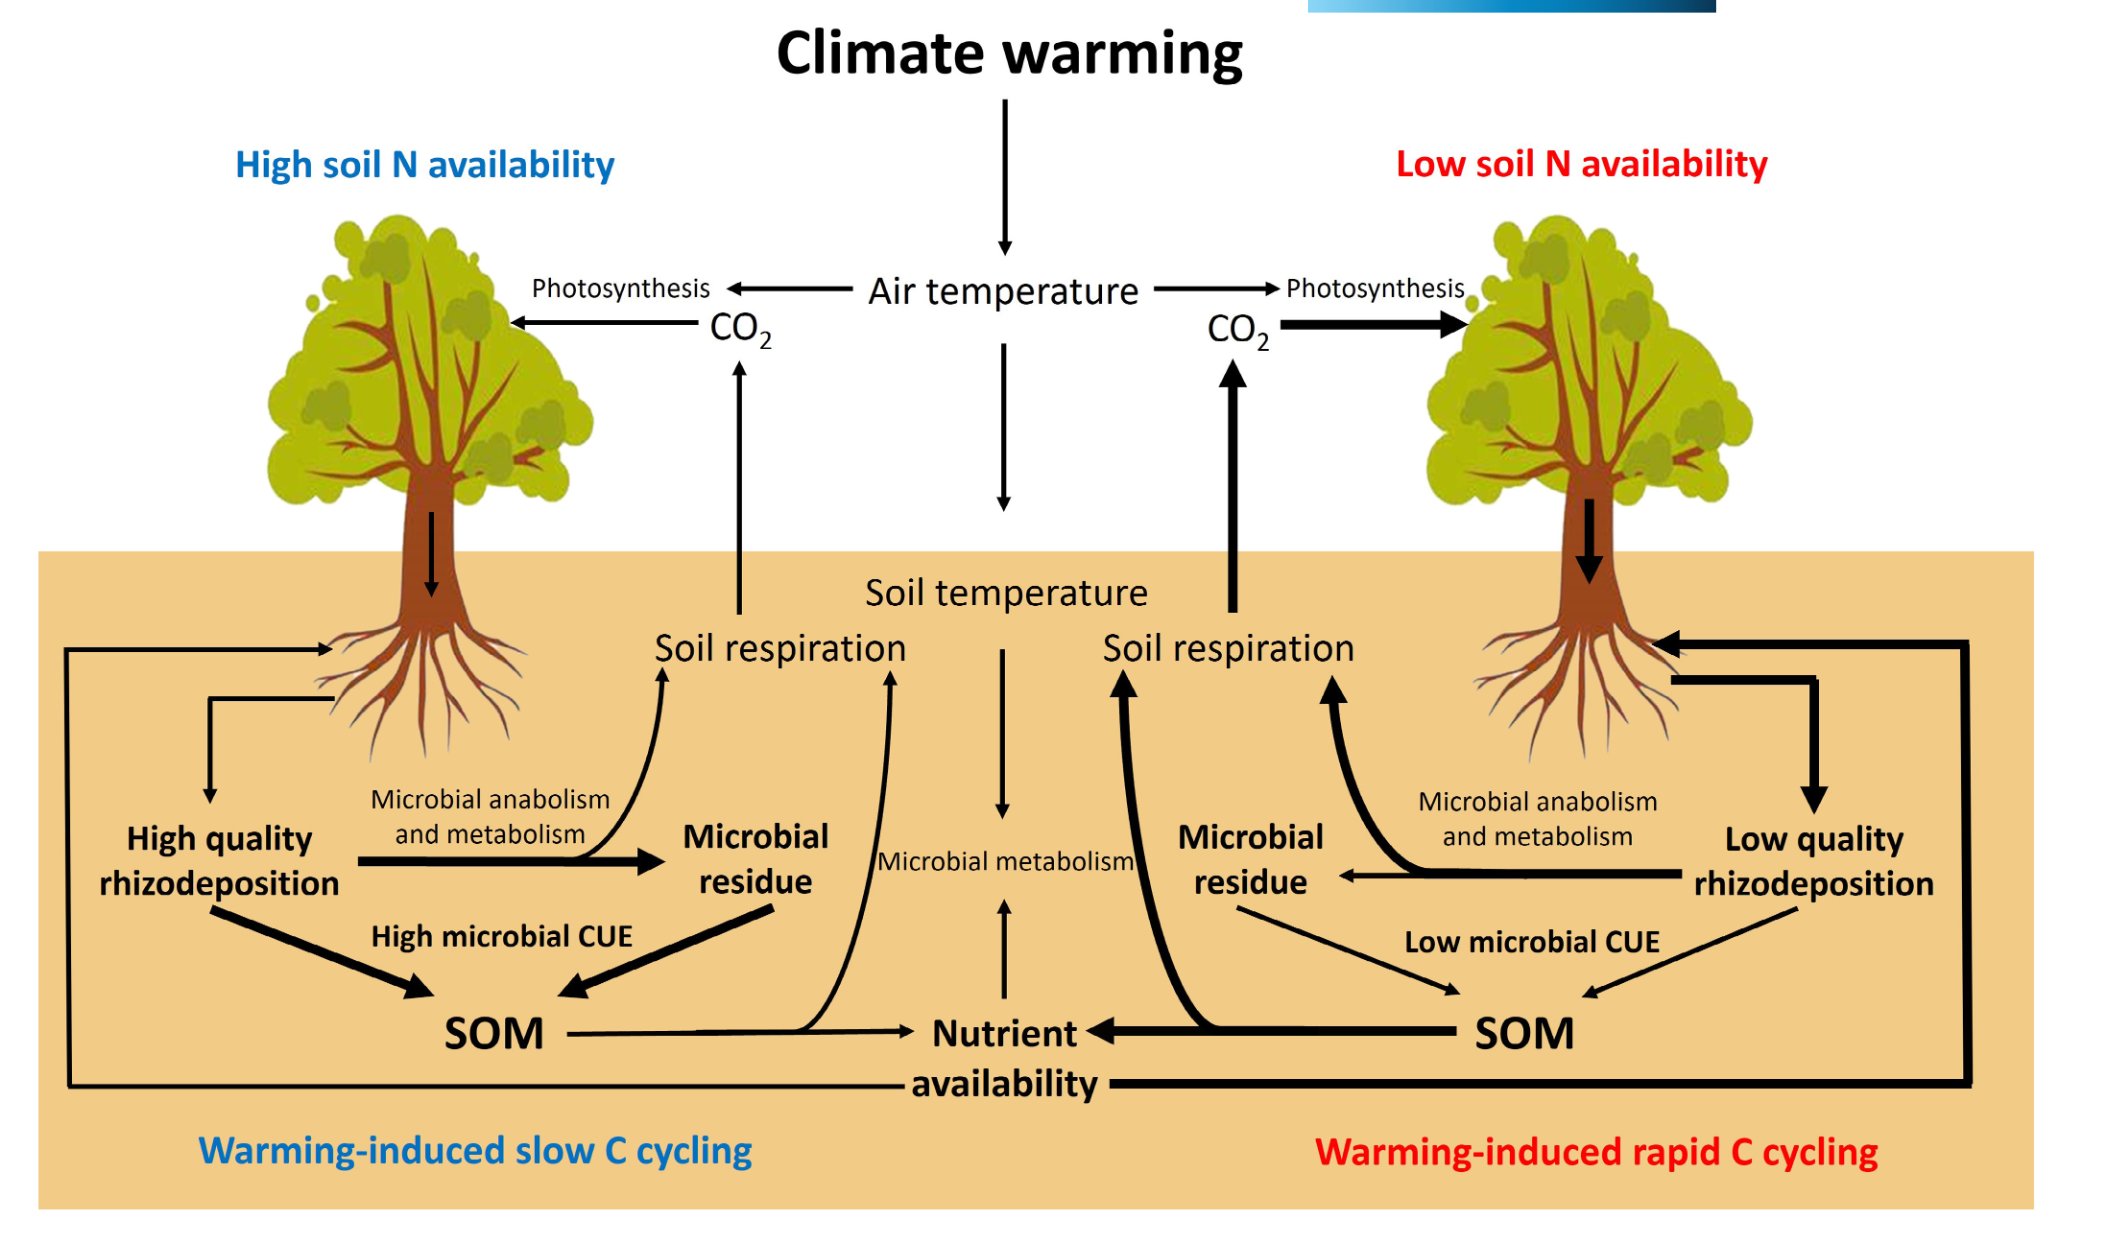 Climate warming
High soil N availability
Low soil N availability
Photosynthesis
Air temperature
Photosynthesis
CO₂
CO₂
Soil temperature
Soil respiration
Soil respiration
Microbial anabolism
and metabolism
High quality
rhizodeposition
Microbial
residue
Microbial metabolism
Microbial
residue
Microbial anabolism
and metabolism
Low quality
rhizodeposition
High microbial CUE
Low microbial CUE
SOM
Nutrient
availability
SOM
Warming-induced slow C cycling
Warming-induced rapid C cycling